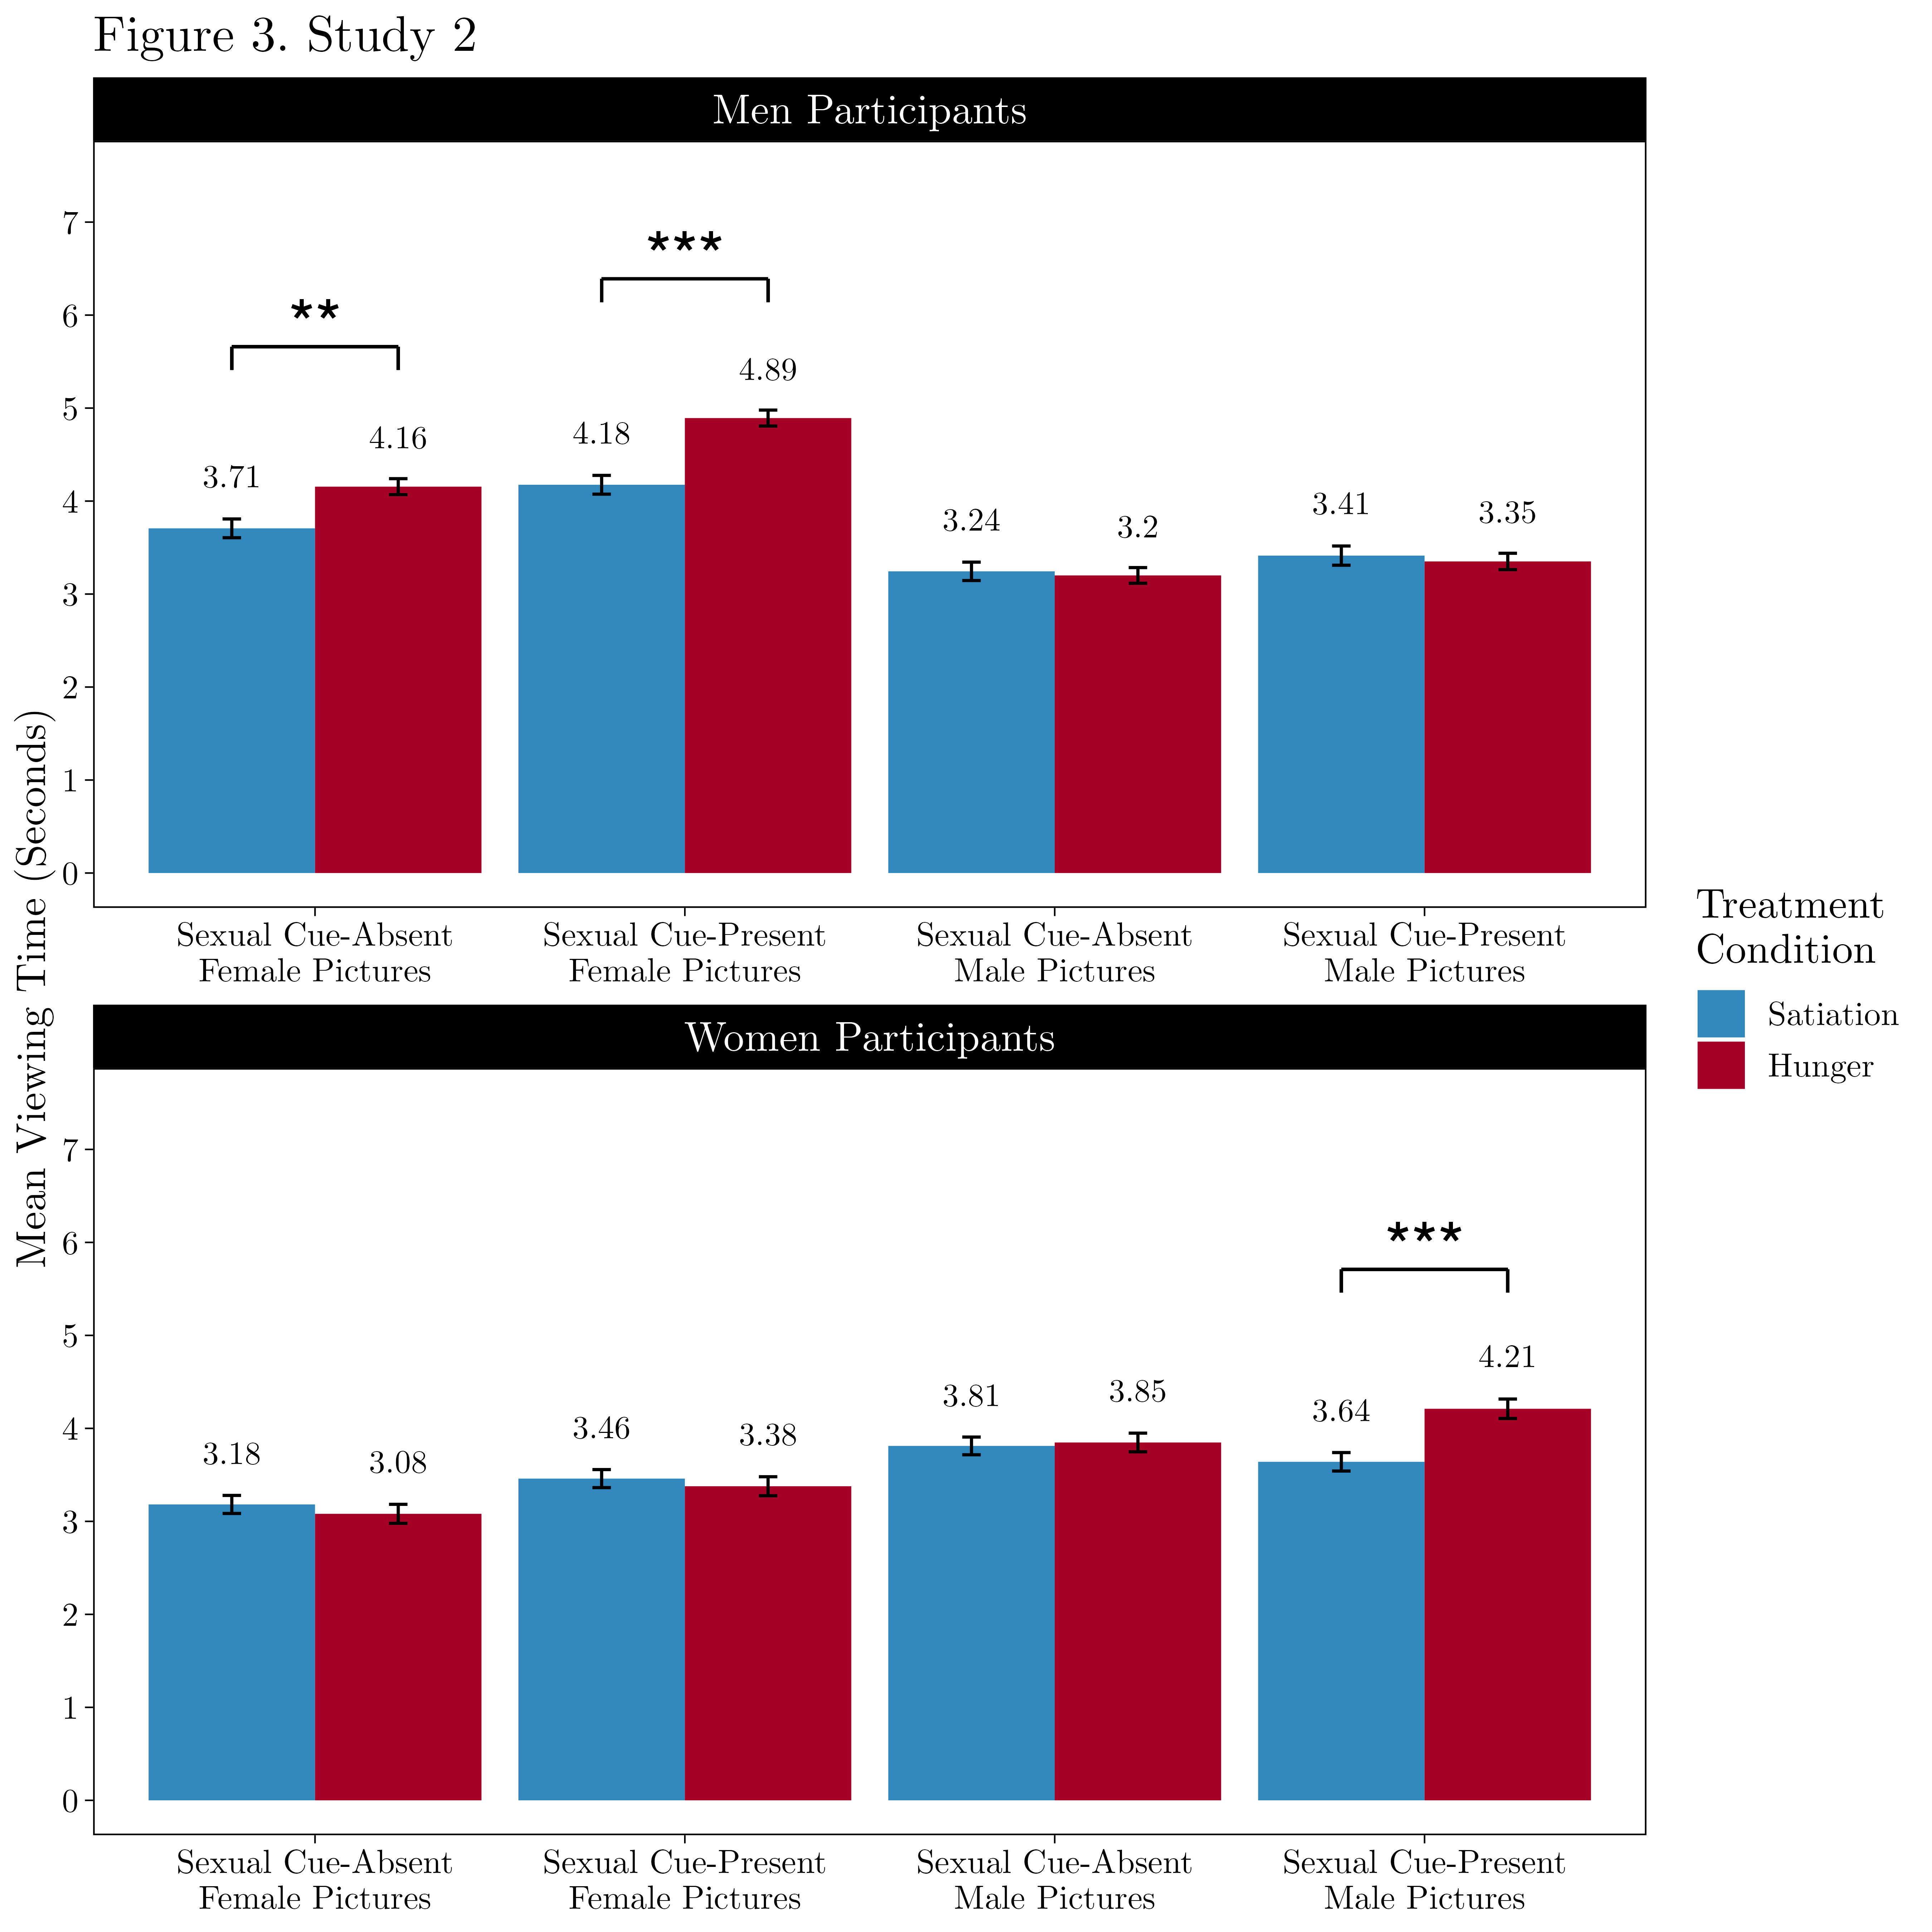 Figure 3. Study 2
Men Participants
7
6
5
4
3
2
1
0
**
***
3.71
4.16
4.18
4.89
3.24
3.2
3.41
3.35
Sexual Cue-Absent
Female Pictures
Sexual Cue-Present
Female Pictures
Sexual Cue-Absent
Male Pictures
Sexual Cue-Present
Male Pictures
Mean Viewing Time (Seconds)
Women Participants
7
6
5
4
3
2
1
0
***
3.18
3.08
3.46
3.38
3.81
3.85
3.64
4.21
Sexual Cue-Absent
Female Pictures
Sexual Cue-Present
Female Pictures
Sexual Cue-Absent
Male Pictures
Sexual Cue-Present
Male Pictures
Treatment
Condition
Satiation
Hunger